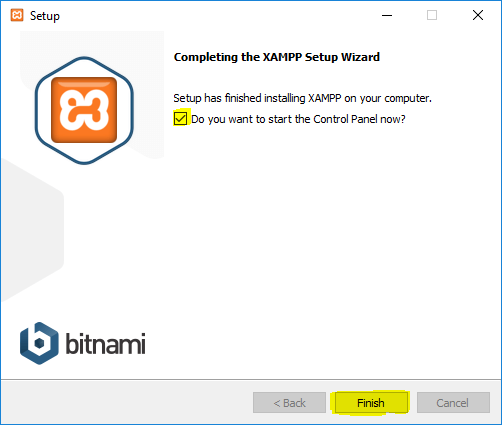 Setup
Completing the XAMPP Setup Wizard
Setup has finished installing XAMPP on your computer.
Do you want to start the Control Panel now?
bitnami
< Back
Finish
Cancel